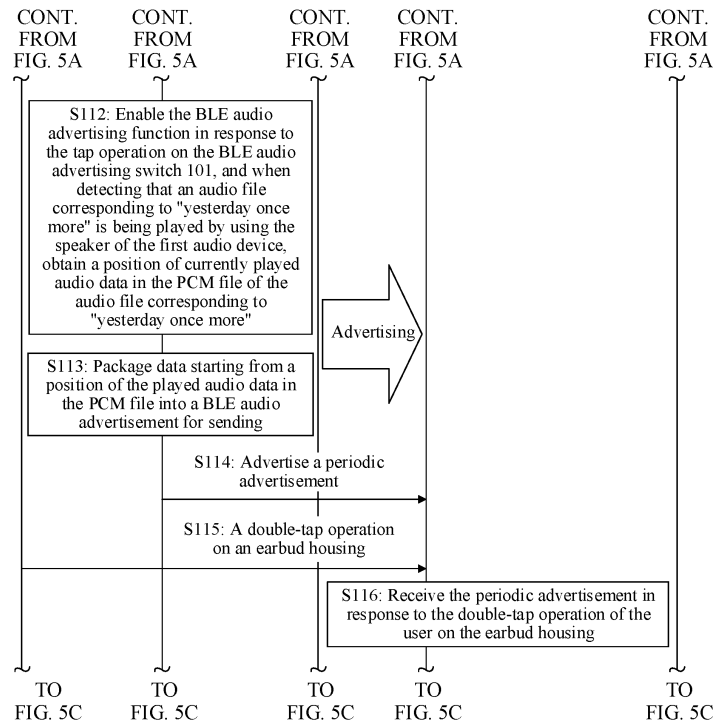 CONT. FROM FIG. 5A
CONT. FROM FIG. 5A
CONT. FROM FIG. 5A
CONT. FROM FIG. 5A
CONT. FROM FIG. 5A
S112: Enable the BLE audio
advertising function in response to
the tap operation on the BLE audio
advertising switch 101, and when
detecting that an audio file
corresponding to "yesterday once
more" is being played by using the
speaker of the first audio device,
obtain a position of currently played
audio data in the PCM file of the
audio file corresponding to
"yesterday once more"
Advertising
S113: Package data starting from a
position of the played audio data in
the PCM file into a BLE audio
advertisement for sending
S114: Advertise a periodic
advertisement
S115: A double-tap operation
on an earbud housing
S116: Receive the periodic advertisement in
response to the double-tap operation of the
user on the earbud housing
TO FIG. 5C
TO FIG. 5C
TO FIG. 5C
TO FIG. 5C
TO FIG. 5C